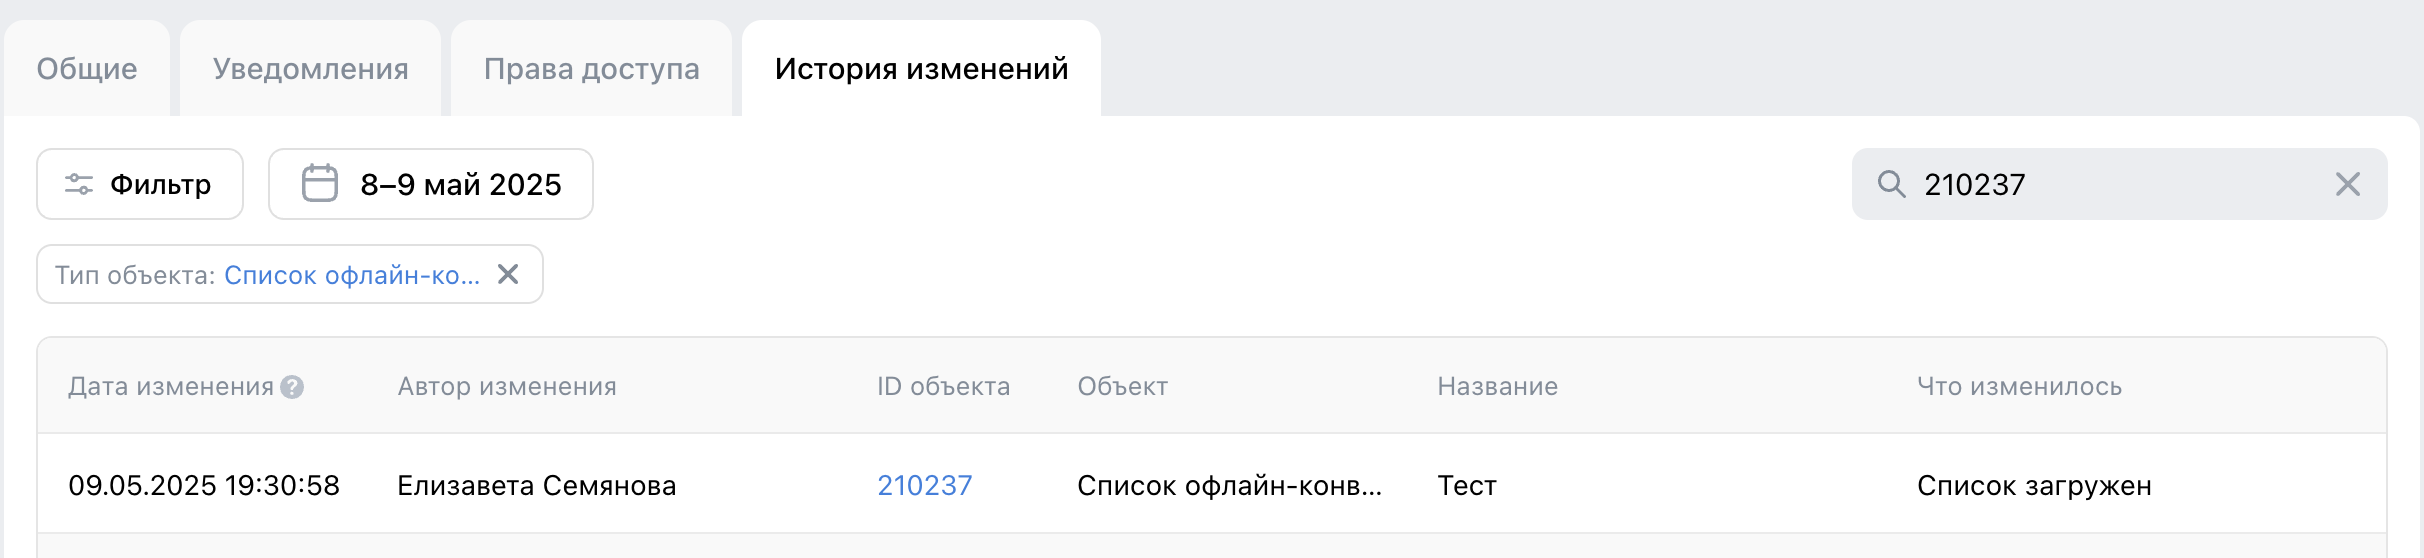 Общие Уведомления Права доступа История изменений
Фильтр 8–9 май 2025 210237
Тип объекта: Список офлайн-ко...
Дата изменения ? Автор изменения ID объекта Объект Название Что изменилось
09.05.2025 19:30:58 Елизавета Семянова 210237 Список офлайн-конв... Тест Список загружен